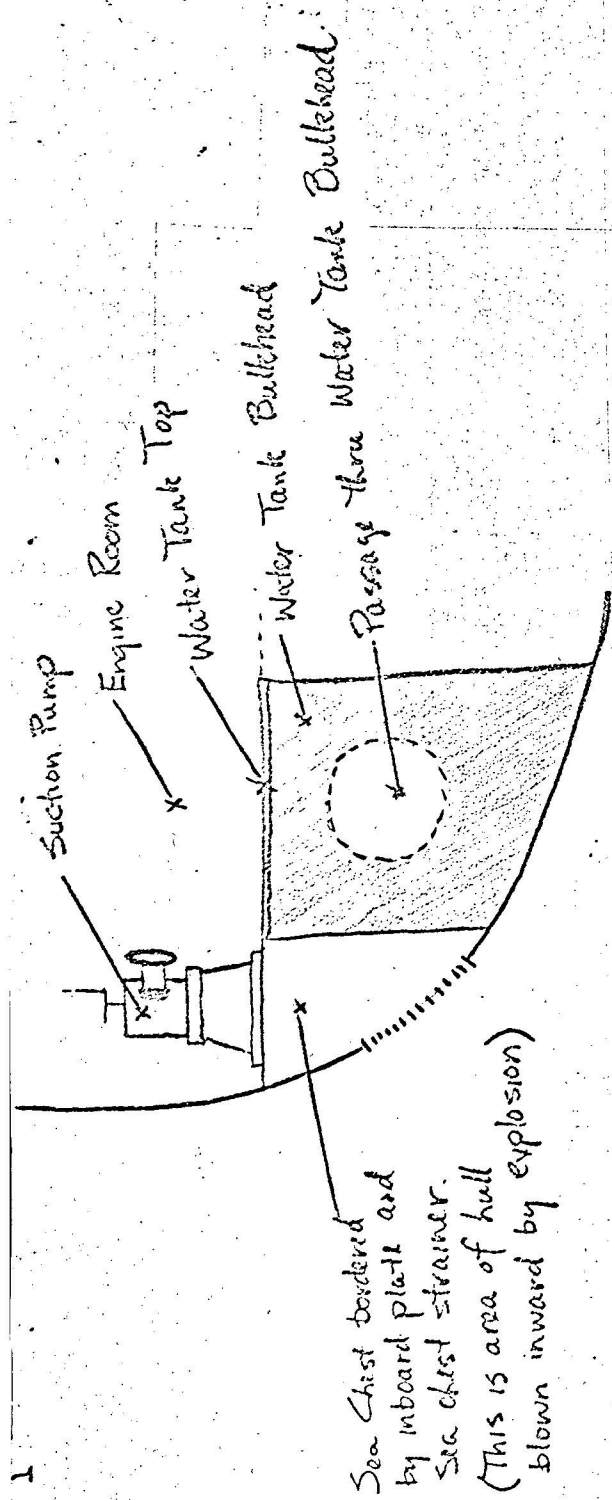 1
Suction Pump
Engine Room
Water Tank Top
Water Tank Bulkhead
Passage thru Water Tank Bulkhead.
Sea Chest bordered
by inboard plate and
Sea chest strainer.
(This is area of hull
blown inward by explosion)